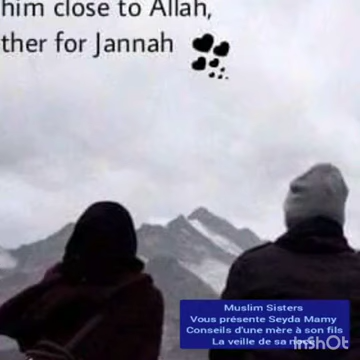 him close to Allah,
ther for Jannah
Muslim Sisters
Vous présente Seyda Mamy
Conseils d'une mère à son fils
La veille de sa
InShOt